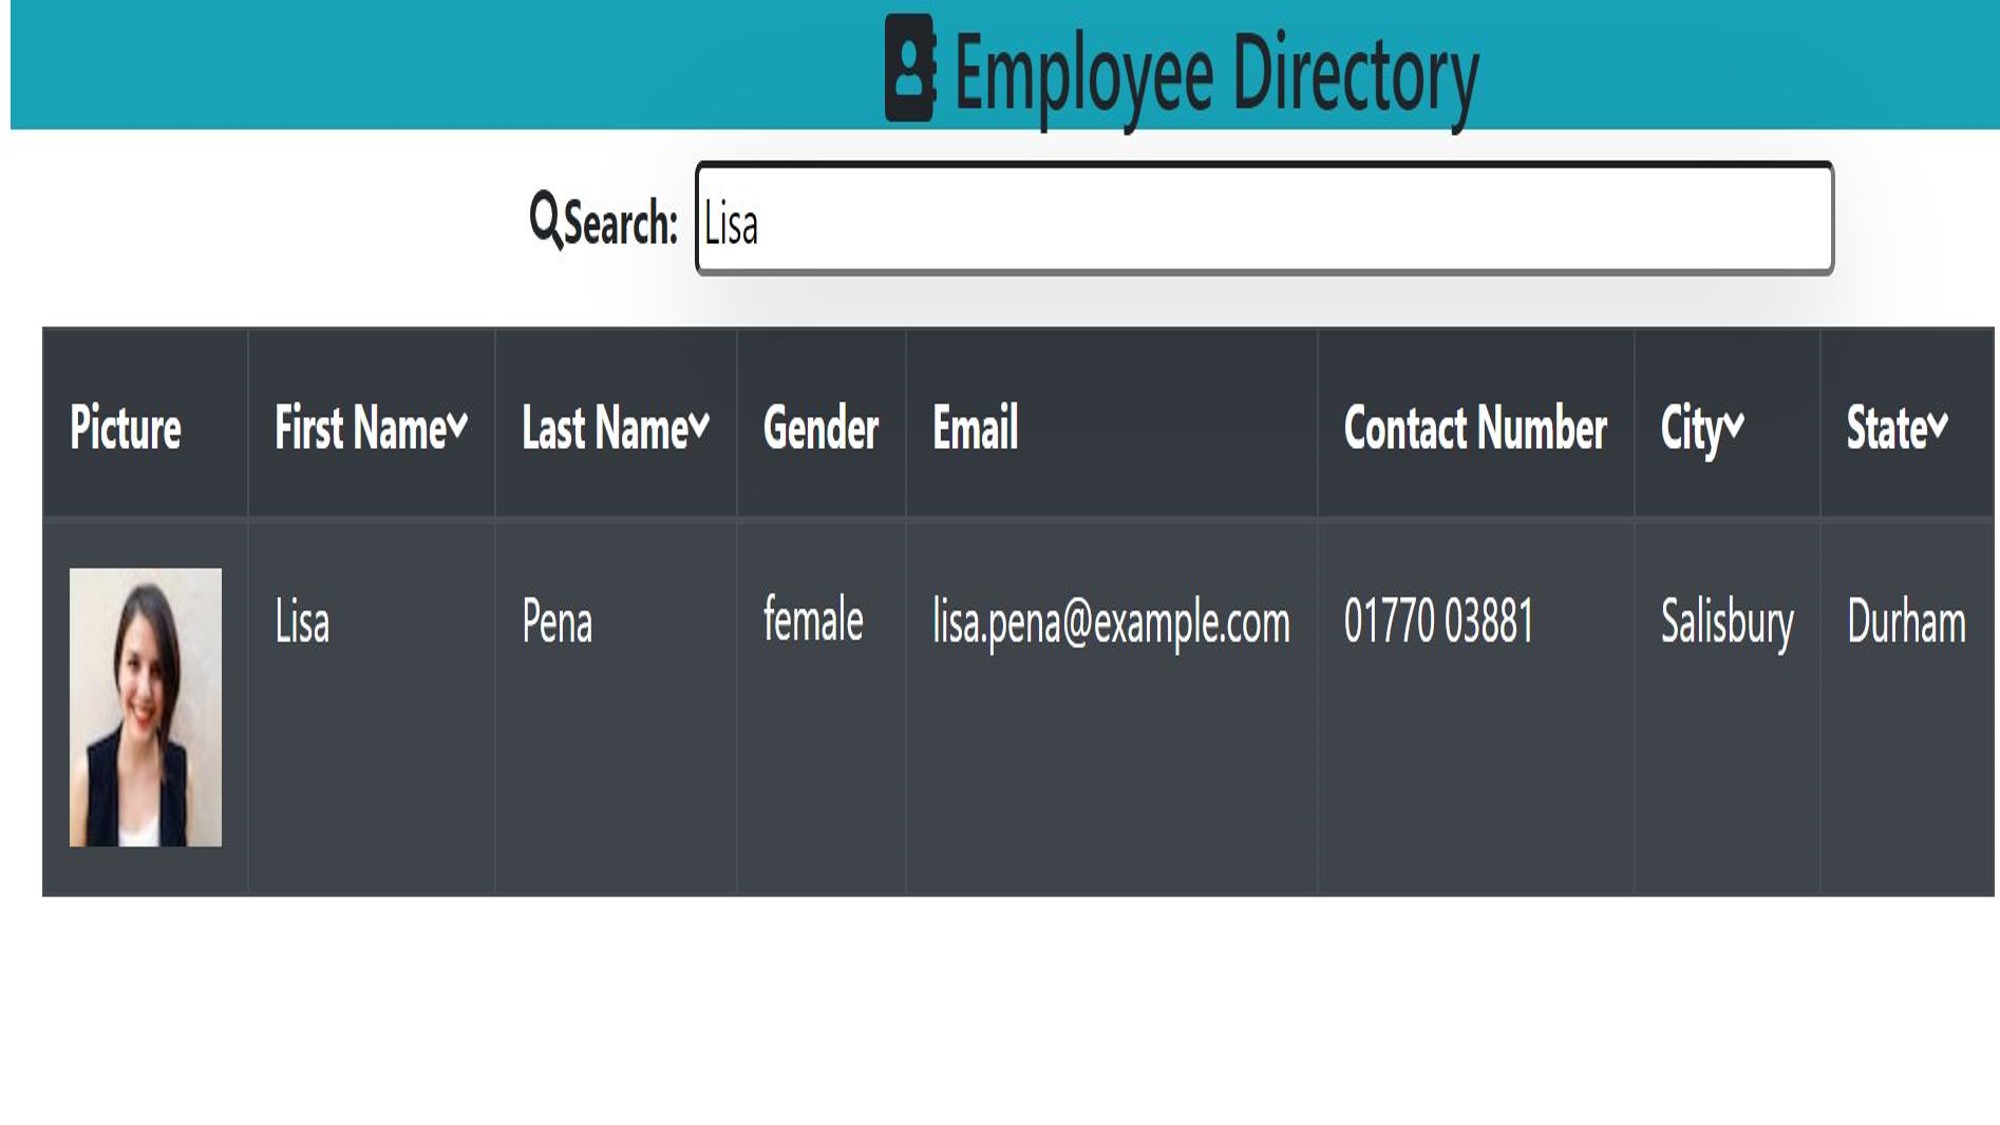 Employee Directory
Search: Lisa
Picture First Name Last Name Gender Email Contact Number City State
Lisa Pena female lisa.pena@example.com 01770 03881 Salisbury Durham